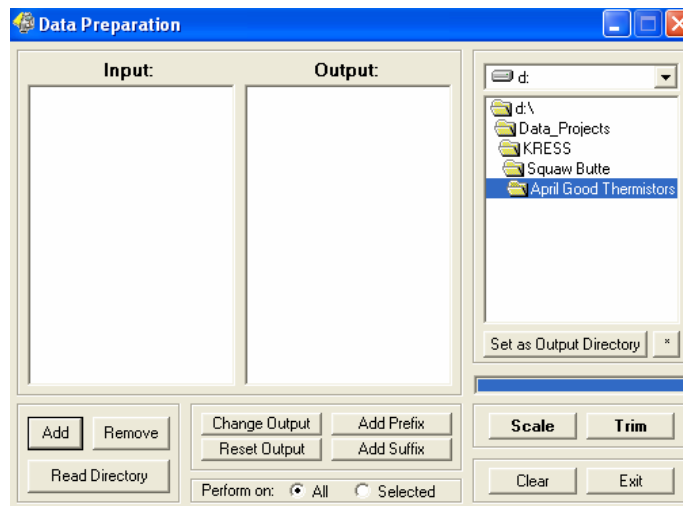 Data Preparation
Input:
Output:
d:
d:\
Data_Projects
KRESS
Squaw Butte
April Good Thermistors
Set as Output Directory
*
Add
Remove
Read Directory
Change Output
Add Prefix
Reset Output
Add Suffix
Perform on:
All
Selected
Scale
Trim
Clear
Exit